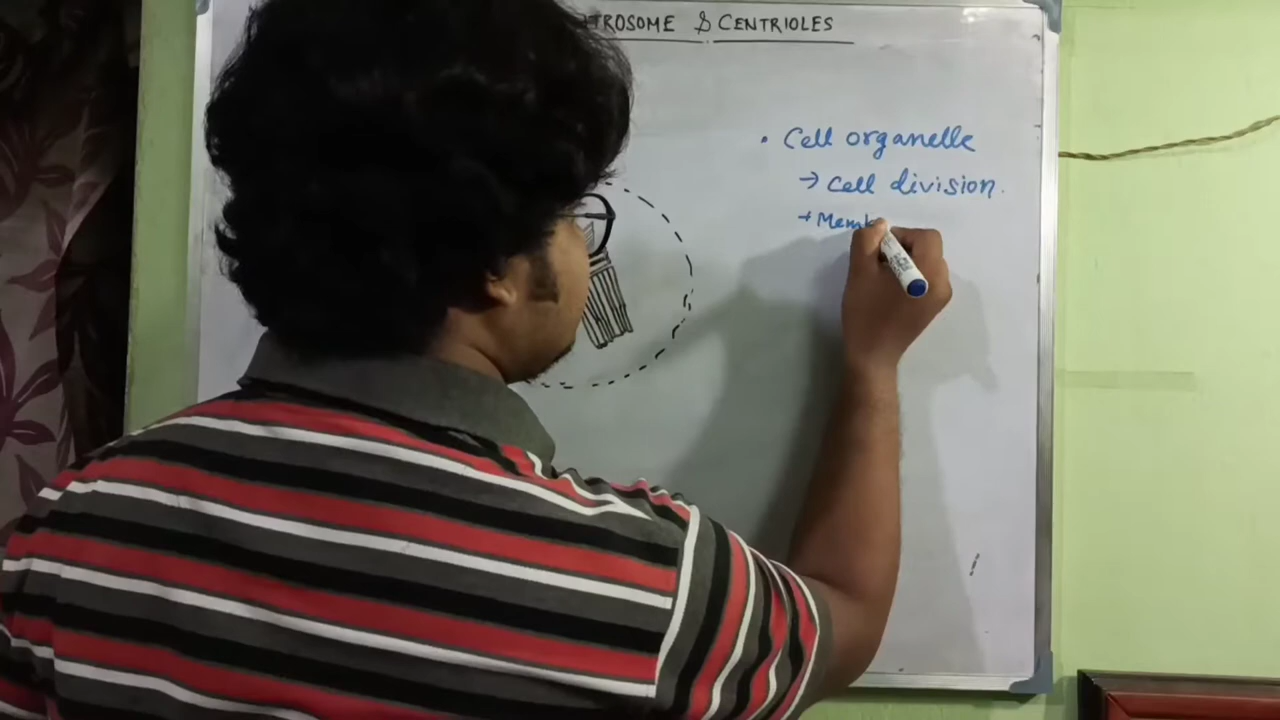 TROSOME & CENTRIOLES
• Cell organelle
→ Cell division.